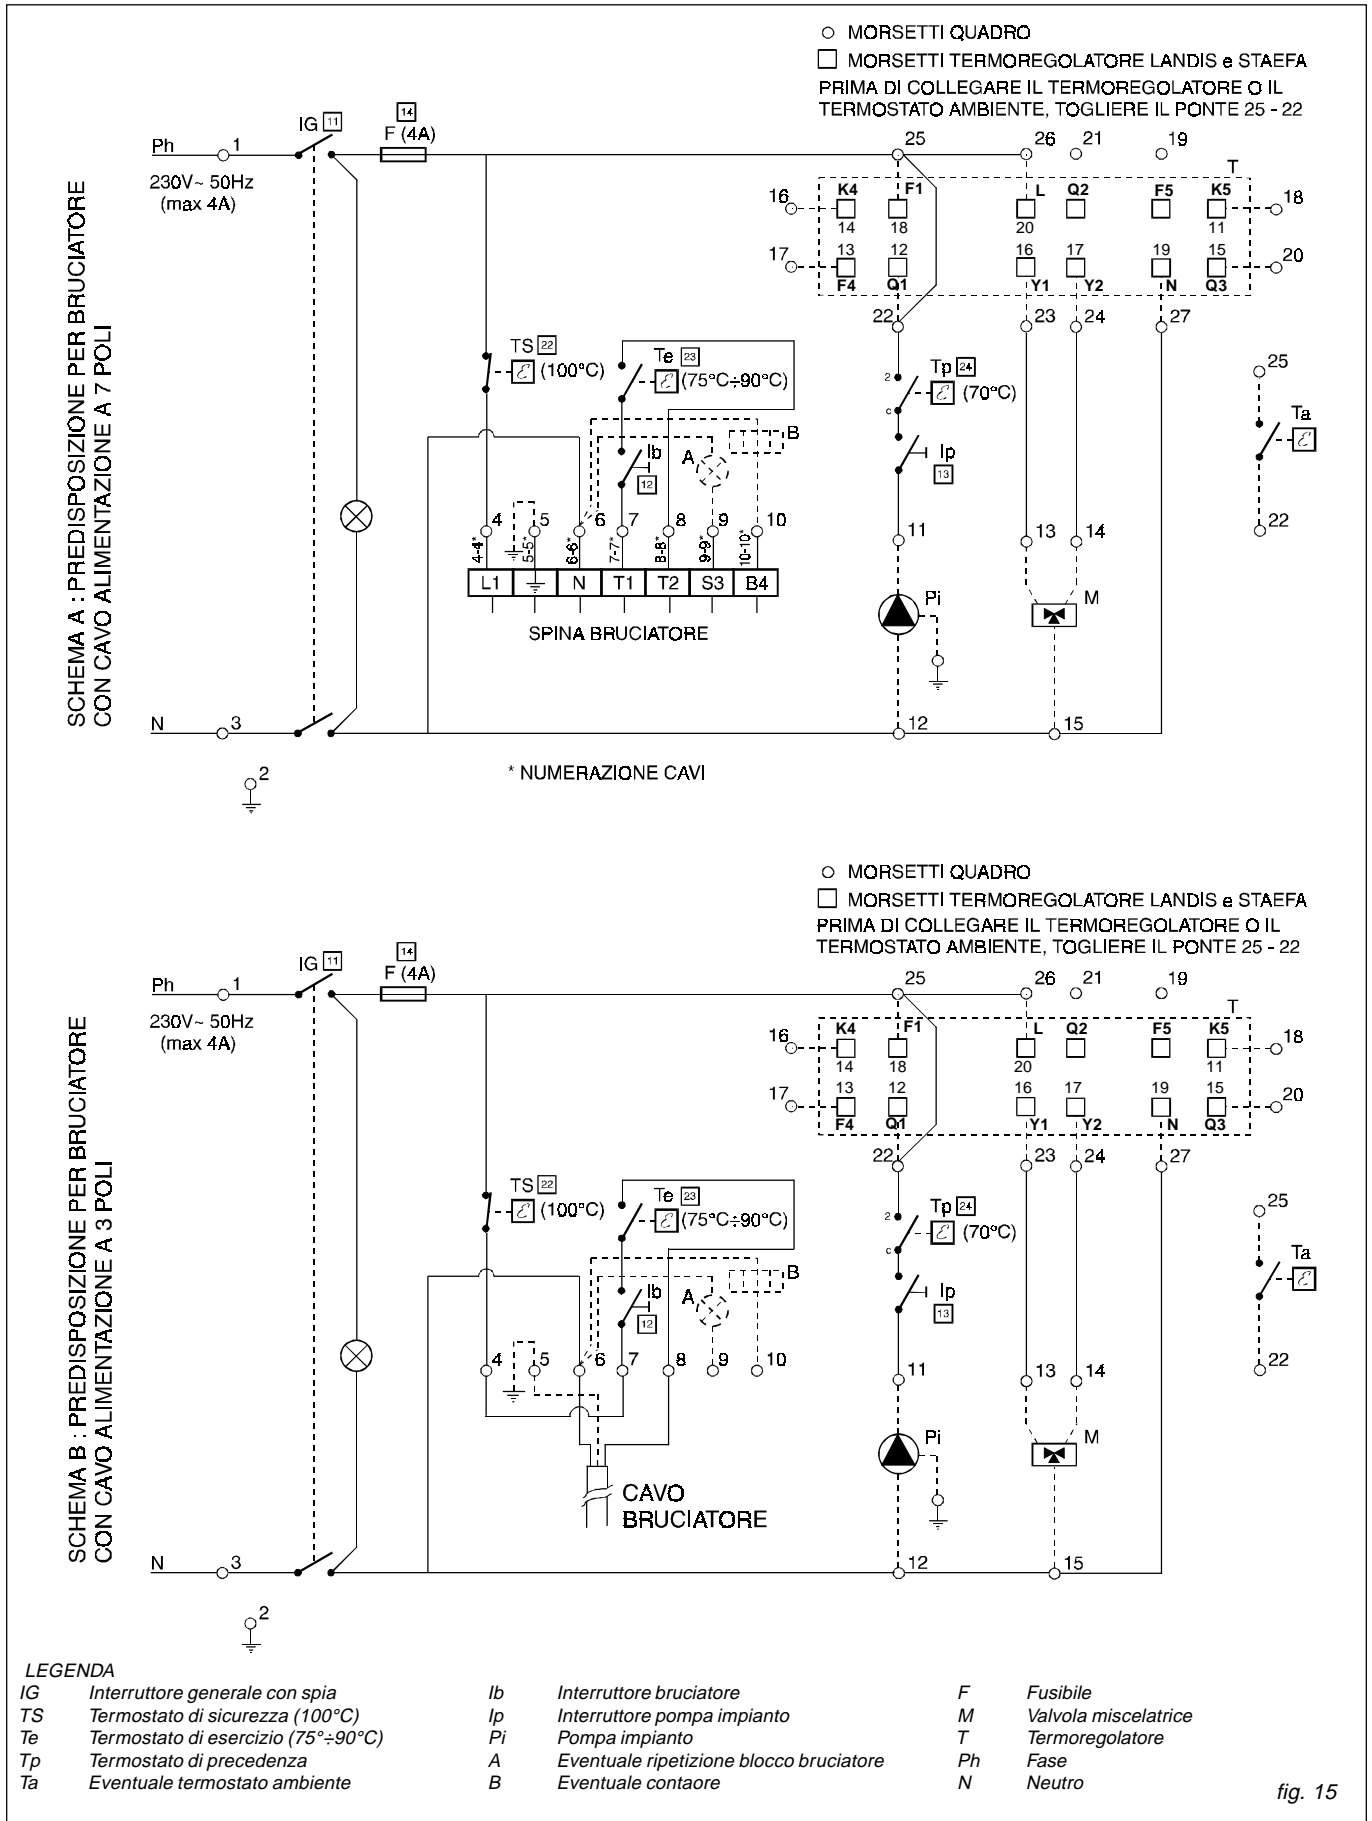 ○ MORSETTI QUADRO
□ MORSETTI TERMOREGOLATORE LANDIS e STAEFA
PRIMA DI COLLEGARE IL TERMOREGOLATORE O IL
TERMOSTATO AMBIENTE, TOGLIERE IL PONTE 25 - 22
SCHEMA A : PREDISPOSIZIONE PER BRUCIATORE
CON CAVO ALIMENTAZIONE A 7 POLI
Ph 1 IG 11 14
F (4A) 25 26 21 19
230V~ 50Hz
(max 4A)
T
16 K4 F1 L Q2 F5 K5 18
14 18 20 11
17 13 12 16 17 19 15 20
F4 Q1 Y1 Y2 N Q3
22 23 24 27
TS 22 (100°C)
Te 23 (75°C÷90°C)
2 Tp 24 (70°C)
c
25
Ta
22
B
A
Ib 12
Ip 13
4 5 6 7 8 9 10 11 13 14
4-4* 5-5* 6-6* 7-7* 8-8* 9-9* 10-10*
L1 N T1 T2 S3 B4
Pi M
SPINA BRUCIATORE
N 3 12 15
2
* NUMERAZIONE CAVI
○ MORSETTI QUADRO
□ MORSETTI TERMOREGOLATORE LANDIS e STAEFA
PRIMA DI COLLEGARE IL TERMOREGOLATORE O IL
TERMOSTATO AMBIENTE, TOGLIERE IL PONTE 25 - 22
SCHEMA B : PREDISPOSIZIONE PER BRUCIATORE
CON CAVO ALIMENTAZIONE A 3 POLI
Ph 1 IG 11 14
F (4A) 25 26 21 19
230V~ 50Hz
(max 4A)
T
16 K4 F1 L Q2 F5 K5 18
14 18 20 11
17 13 12 16 17 19 15 20
F4 Q1 Y1 Y2 N Q3
22 23 24 27
TS 22 (100°C)
Te 23 (75°C÷90°C)
2 Tp 24 (70°C)
c
25
Ta
22
B
A
Ib 12
Ip 13
4 5 6 7 8 9 10 11 13 14
Pi M
CAVO
BRUCIATORE
N 3 12 15
2
LEGENDA
IG Interruttore generale con spia
TS Termostato di sicurezza (100°C)
Te Termostato di esercizio (75°÷90°C)
Tp Termostato di precedenza
Ta Eventuale termostato ambiente
Ib Interruttore bruciatore
Ip Interruttore pompa impianto
Pi Pompa impianto
A Eventuale ripetizione blocco bruciatore
B Eventuale contaore
F Fusibile
M Valvola miscelatrice
T Termoregolatore
Ph Fase
N Neutro
fig. 15